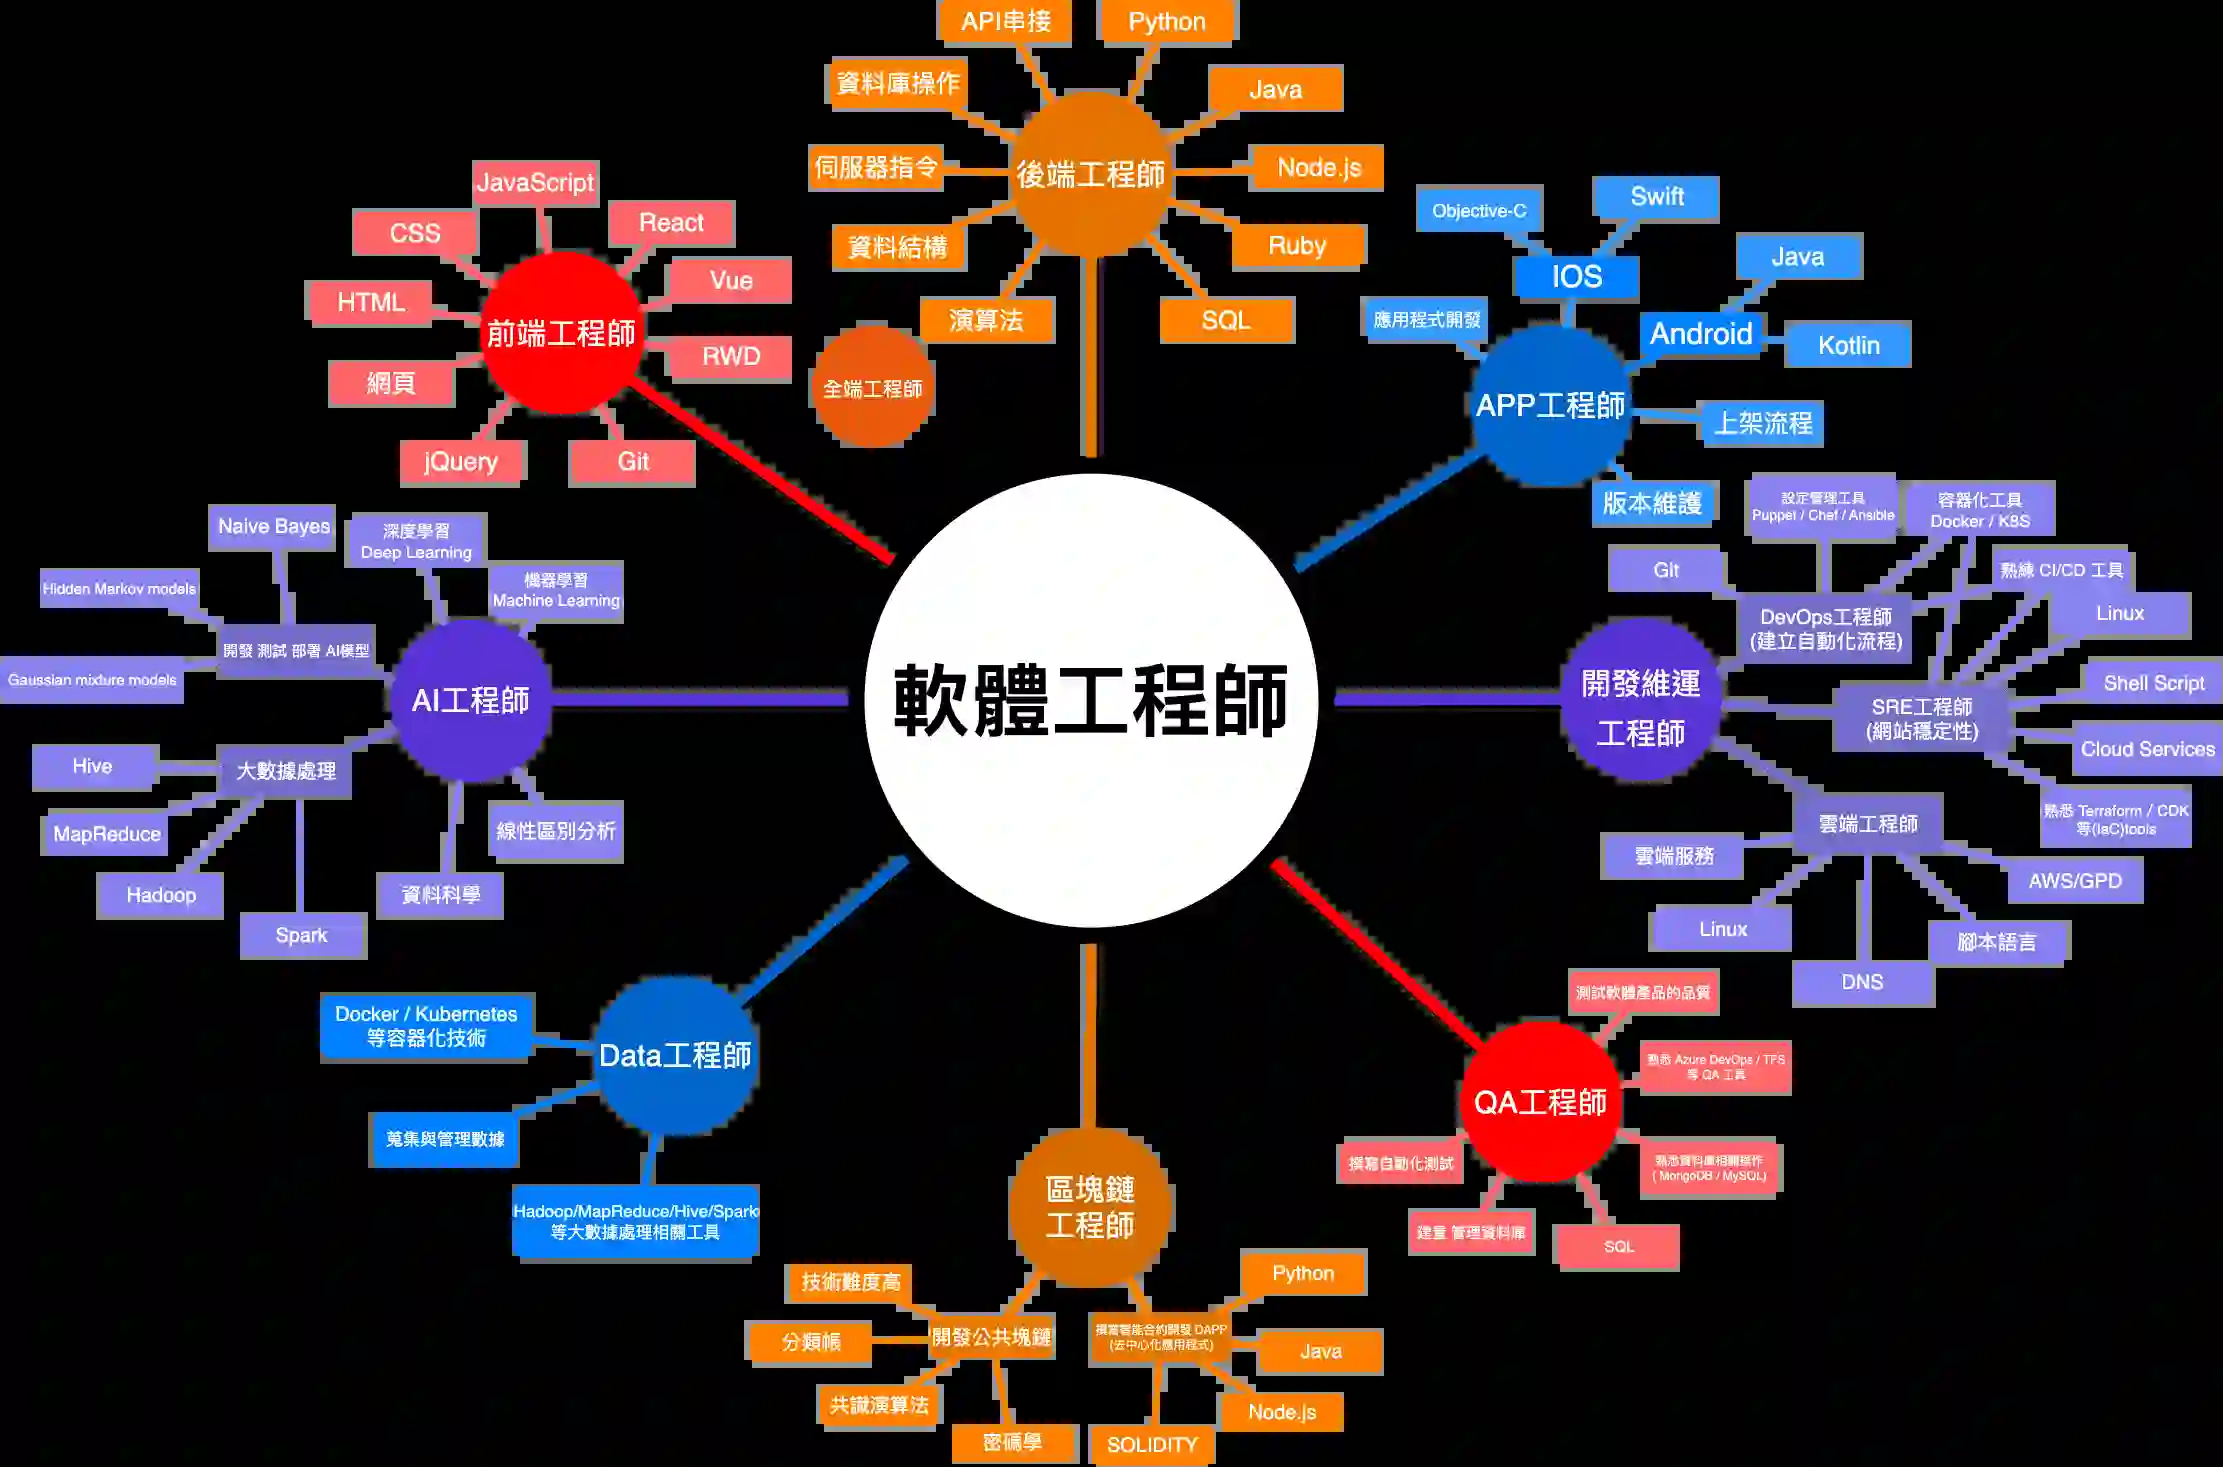 API串接
Python
資料庫操作
Java
伺服器指令
後端工程師
Node.js
資料結構
Ruby
演算法
SQL
JavaScript
CSS
React
HTML
Vue
前端工程師
網頁
RWD
jQuery
Git
全端工程師
Objective-C
Swift
IOS
Java
應用程式開發
Android
Kotlin
APP工程師
上架流程
版本維護
軟體工程師
Naive Bayes
深度學習
Deep Learning
機器學習
Machine Learning
Hidden Markov models
開發 測試 部署 AI模型
Gaussian mixture models
AI工程師
Hive
大數據處理
MapReduce
線性區別分析
Hadoop
資料科學
Spark
設定管理工具
Puppet / Chef / Ansible
容器化工具
Docker / K8S
Git
熟練 CI/CD 工具
DevOps工程師
(建立自動化流程)
Linux
開發維運
工程師
SRE工程師
(網站穩定性)
Shell Script
Cloud Services
熟悉 Terraform / CDK
等(IaC)tools
雲端工程師
雲端服務
AWS/GPD
Linux
腳本語言
DNS
Docker / Kubernetes
等容器化技術
Data工程師
蒐集與管理數據
Hadoop/MapReduce/Hive/Spark
等大數據處理相關工具
測試軟體產品的品質
熟悉 Azure DevOps / TFS
等 QA 工具
QA工程師
撰寫自動化測試
熟悉資料庫相關操作
( MongoDB / MySQL)
建置 管理資料庫
SQL
區塊鏈
工程師
技術難度高
Python
分類帳
開發公共塊鏈
撰寫智能合約開發 DAPP
(去中心化應用程式)
Java
共識演算法
Node.js
密碼學
SOLIDITY